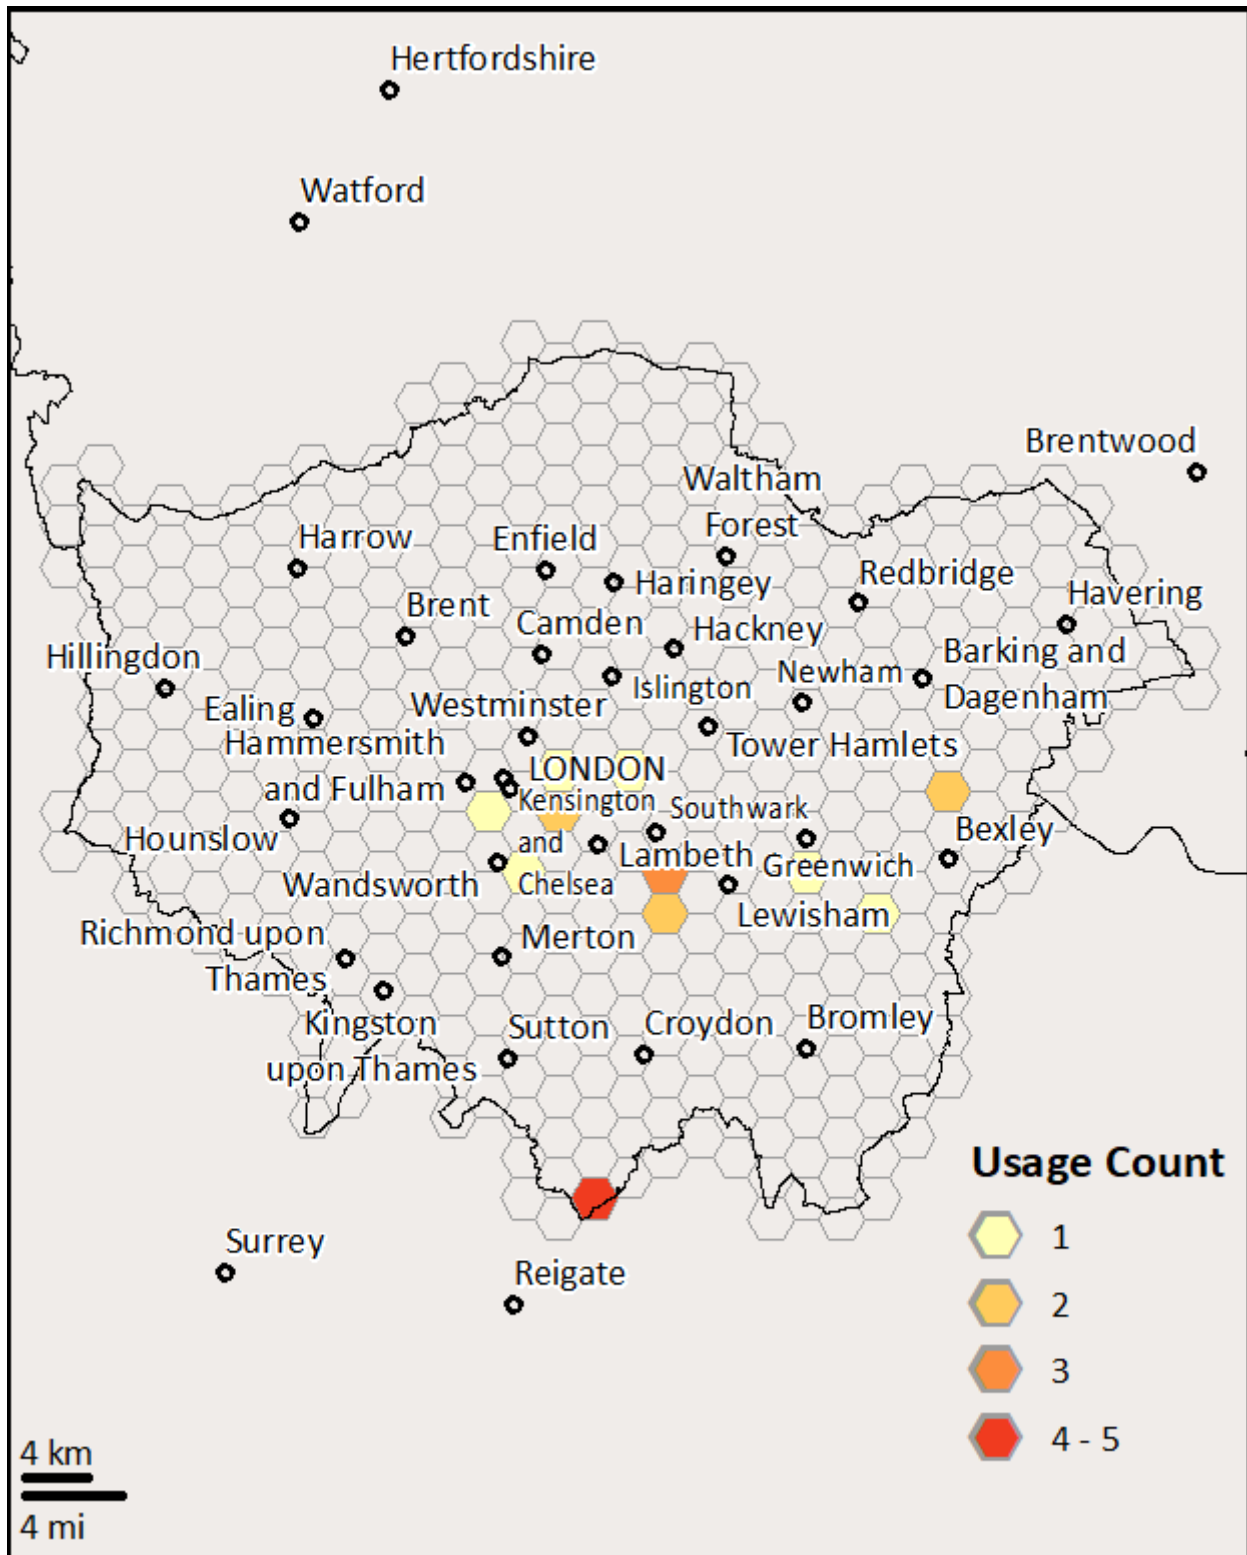 Hertfordshire
Watford
Brentwood
Waltham
Forest
Harrow
Enfield
Haringey
Redbridge
Havering
Brent
Camden
Hackney
Hillingdon
Barking and
Dagenham
Newham
Islington
Ealing
Westminster
Hammersmith
and Fulham
Tower Hamlets
LONDON
Kensington
and
Chelsea
Southwark
Hounslow
Bexley
Lambeth
Greenwich
Wandsworth
Lewisham
Richmond upon
Thames
Merton
Kingston
upon Thames
Sutton
Croydon
Bromley
Usage Count
1
2
3
4 - 5
Surrey
Reigate
4 km
4 mi